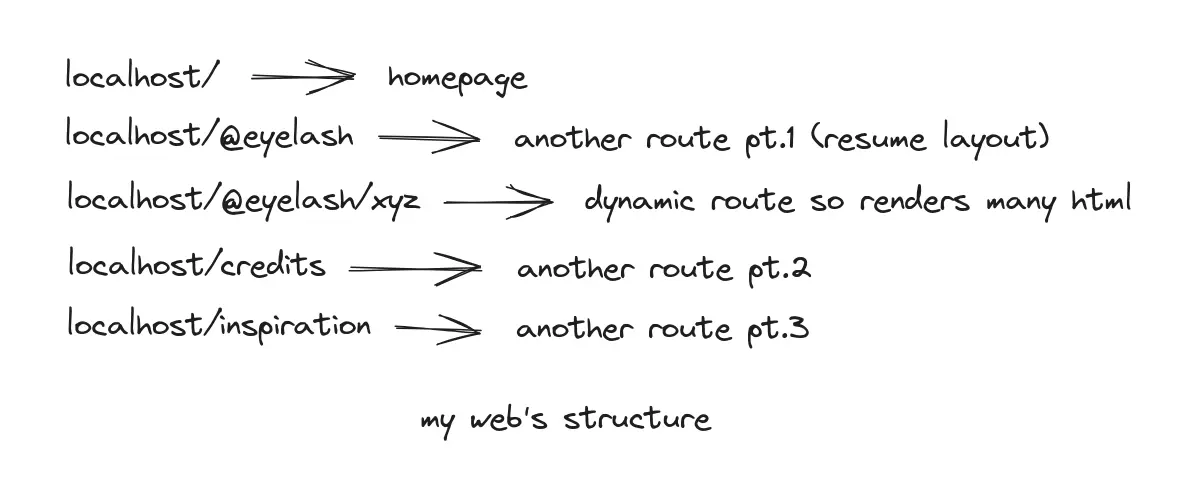 localhost/ → homepage
localhost/@eyelash → another route pt.1 (resume layout)
localhost/@eyelash/xyz → dynamic route so renders many html
localhost/credits → another route pt.2
localhost/inspiration → another route pt.3
my web's structure